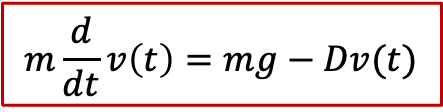 m d/dt v(t) = mg − Dv(t)